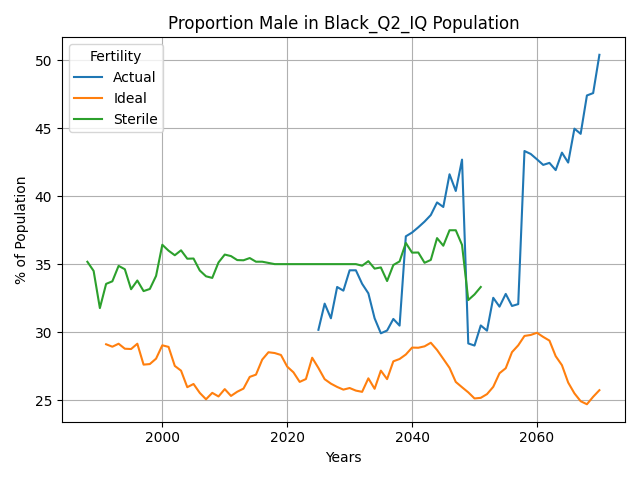 Proportion Male in Black_Q2_IQ Population
Fertility
Actual
Ideal
Sterile
% of Population
50
45
40
35
30
25
2000
2020
2040
2060
Years